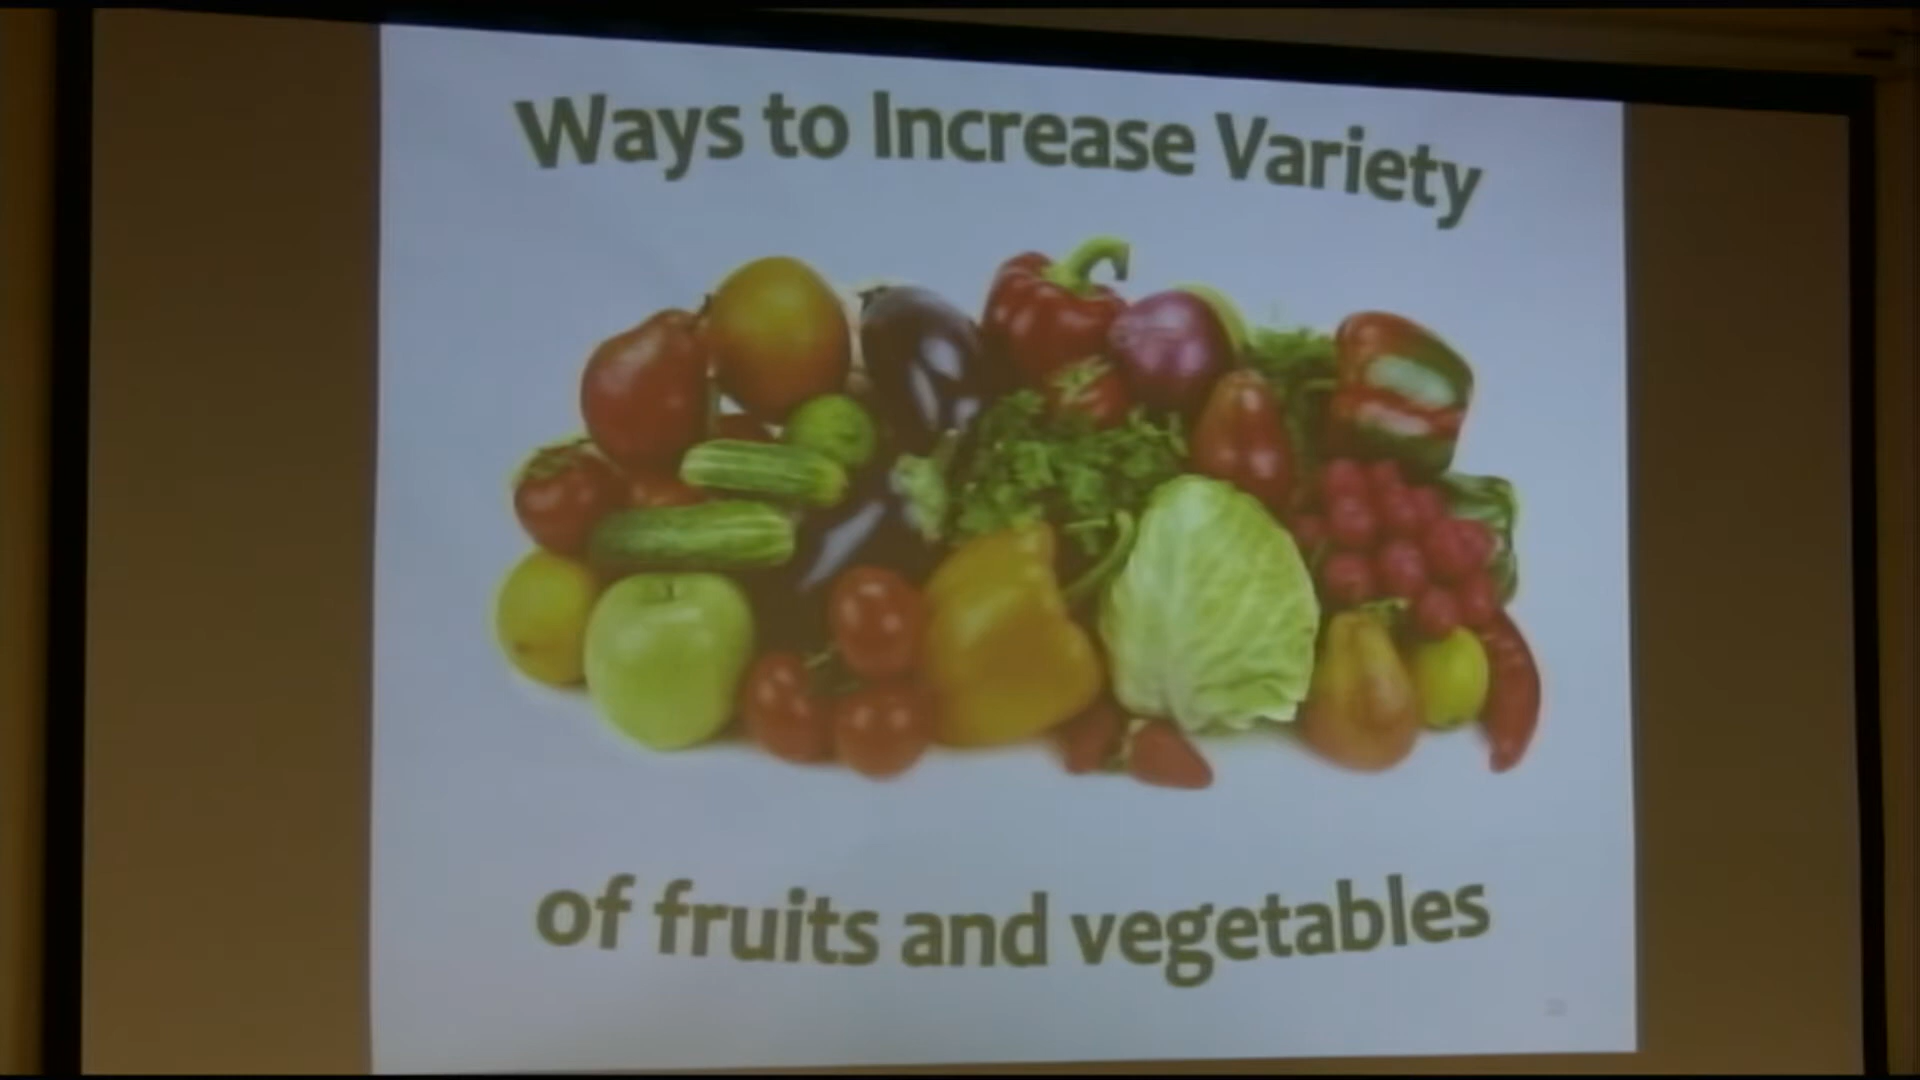 Ways to Increase Variety
of fruits and vegetables